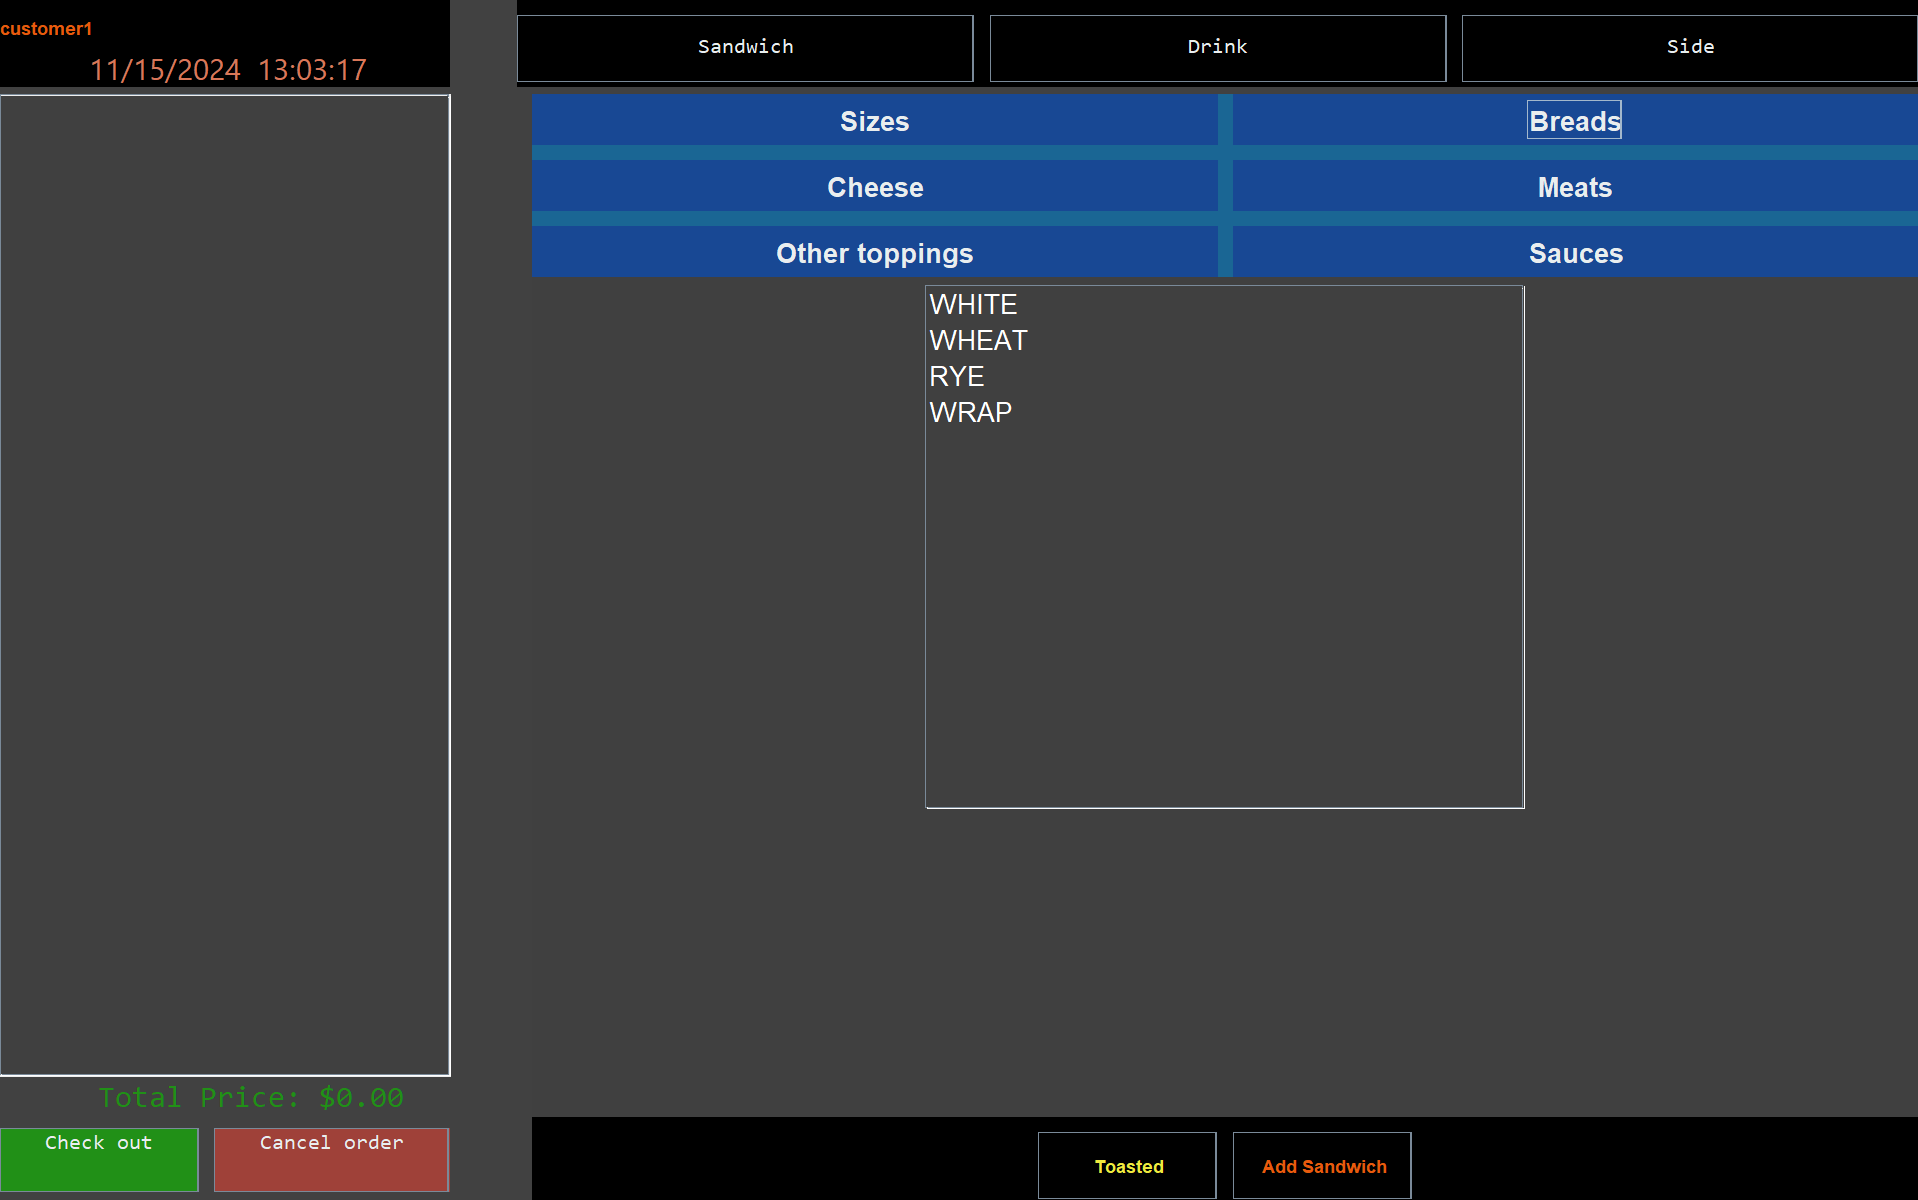 customer1
11/15/2024 13:03:17
Sandwich
Drink
Side
Sizes
Breads
Cheese
Meats
Other toppings
Sauces
WHITE
WHEAT
RYE
WRAP
Total Price: $0.00
Check out
Cancel order
Toasted
Add Sandwich